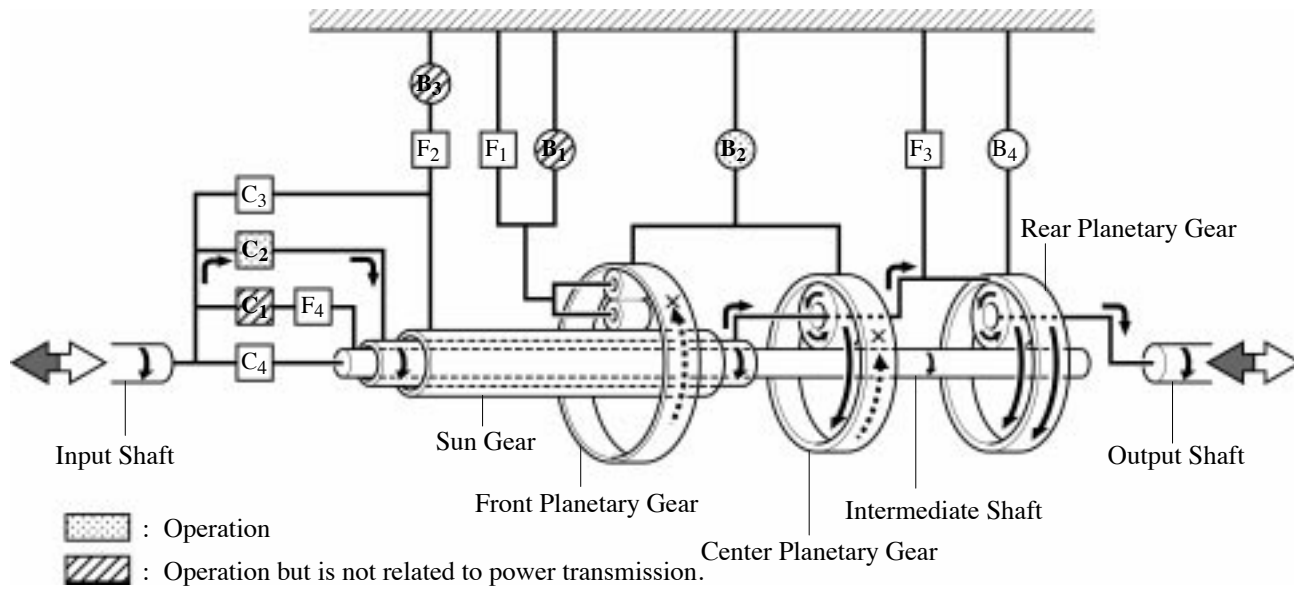 B3
F2
F1
B1
B2
F3
B4
C3
C2
C1
F4
C4
Rear Planetary Gear
Sun Gear
Input Shaft
Output Shaft
Front Planetary Gear
Intermediate Shaft
Center Planetary Gear
: Operation
: Operation but is not related to power transmission.